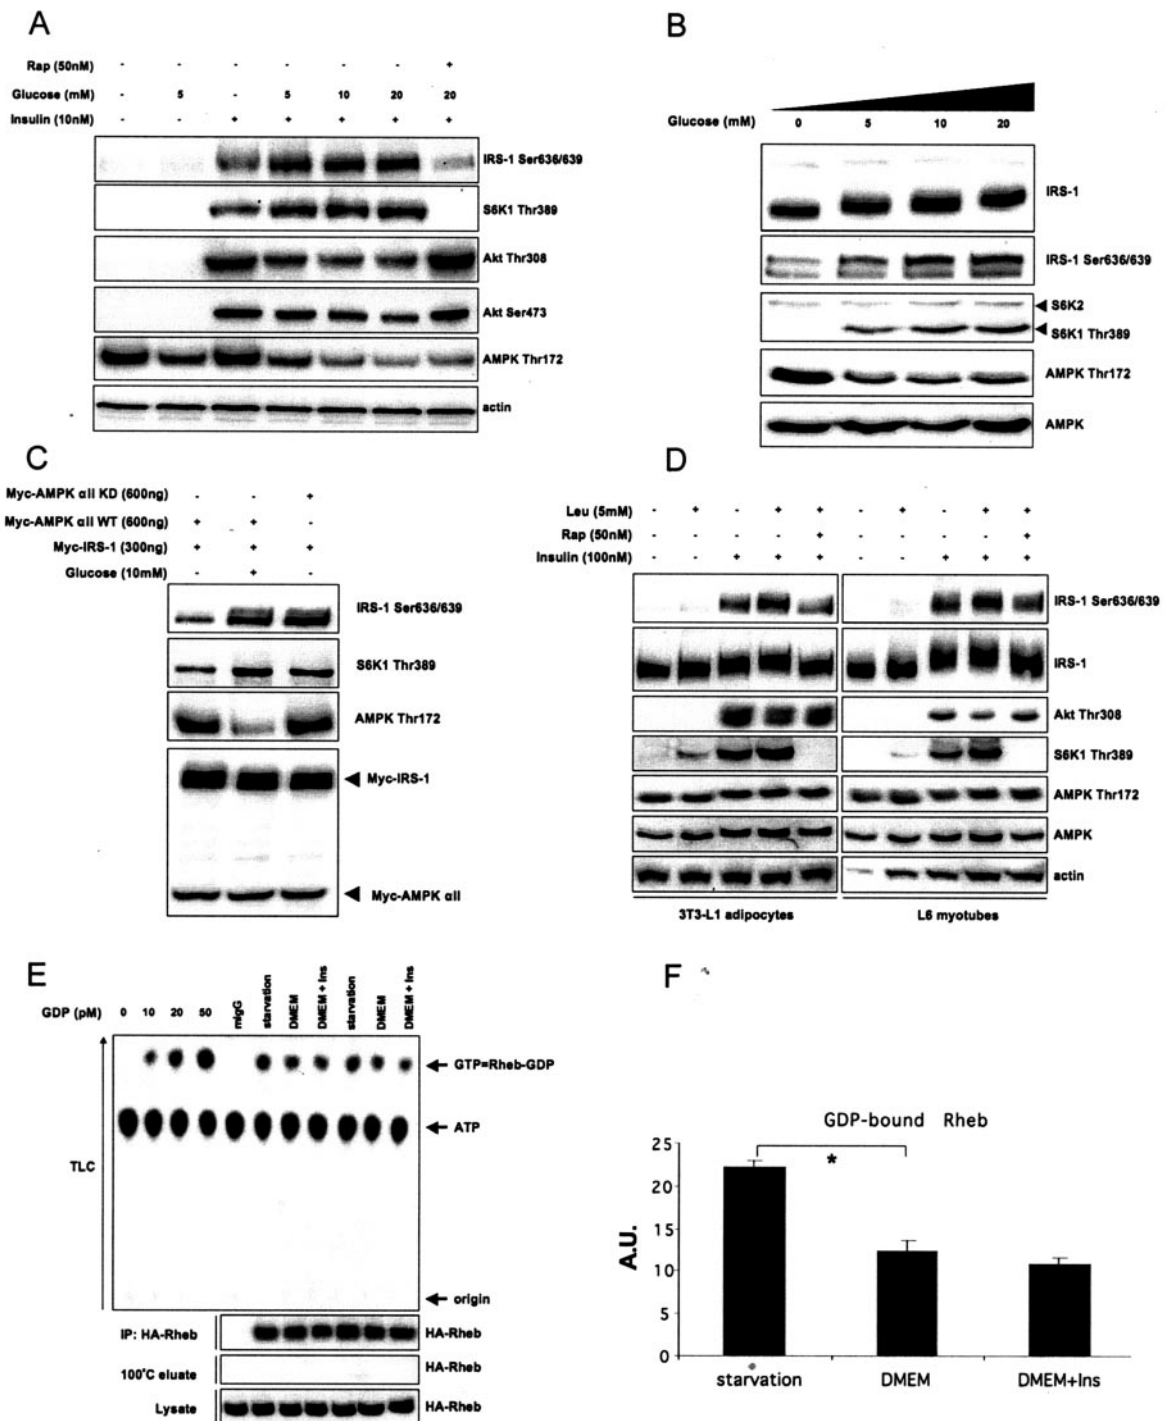 A
Rap (50nM) - - - - - - +
Glucose (mM) - 5 - 5 10 20 20
Insulin (10nM) - - + + + + +
IRS-1 Ser636/639
S6K1 Thr389
Akt Thr308
Akt Ser473
AMPK Thr172
actin
B
Glucose (mM) 0 5 10 20
IRS-1
IRS-1 Ser636/639
S6K2
S6K1 Thr389
AMPK Thr172
AMPK
C
Myc-AMPK αII KD (600ng) - - +
Myc-AMPK αII WT (600ng) + + -
Myc-IRS-1 (300ng) + + +
Glucose (10mM) - + -
IRS-1 Ser636/639
S6K1 Thr389
AMPK Thr172
Myc-IRS-1
Myc-AMPK αII
D
Leu (5mM) - + - + + - + - + +
Rap (50nM) - - - - + - - - - +
Insulin (100nM) - - + + + - - + + +
IRS-1 Ser636/639
IRS-1
Akt Thr308
S6K1 Thr389
AMPK Thr172
AMPK
actin
3T3-L1 adipocytes L6 myotubes
E
GDP (pM) 0 10 20 50 mIgG starvation DMEM DMEM + Ins starvation DMEM DMEM + Ins
GTP=Rheb-GDP
ATP
TLC
origin
IP: HA-Rheb HA-Rheb
100°C eluate HA-Rheb
Lysate HA-Rheb
F
GDP-bound Rheb
*
A.U.
25
20
15
10
5
0
starvation DMEM DMEM+Ins